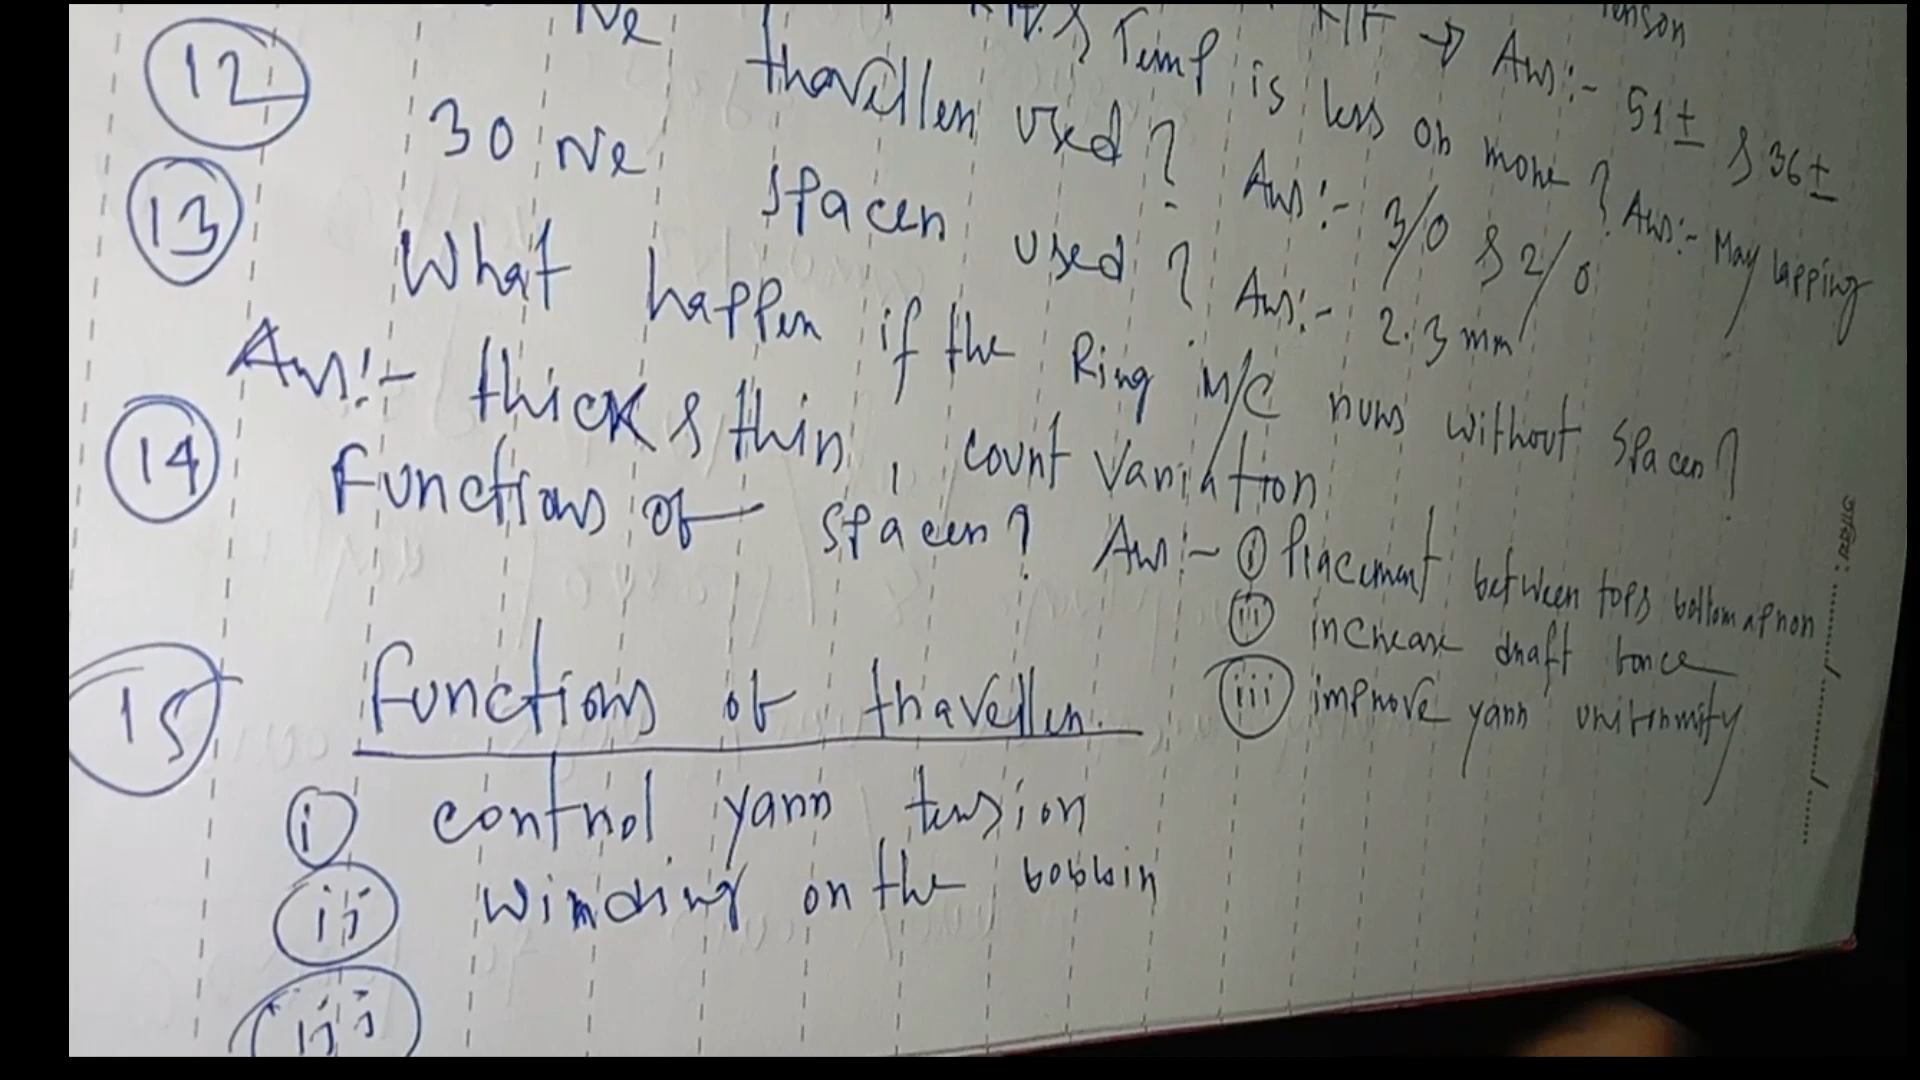 Tension
R/F → Ans:- 51± & 36±
& Temp is less or more? Ans:- May lapping
Ne traveller used? Ans:- 3/0 & 2/0
12 30 Ne spacer used? Ans:- 2.3 mm
13 What happen if the Ring M/C runs without spacer?
Ans:- thick & thin, count variation
14 Functions of spacer? Ans:- i Placement between top & bottom apron
iii increase draft force
iii improve yarn uniformity
15 Functions of traveller.
i control yarn tension
ii winding on the bobbin
iii